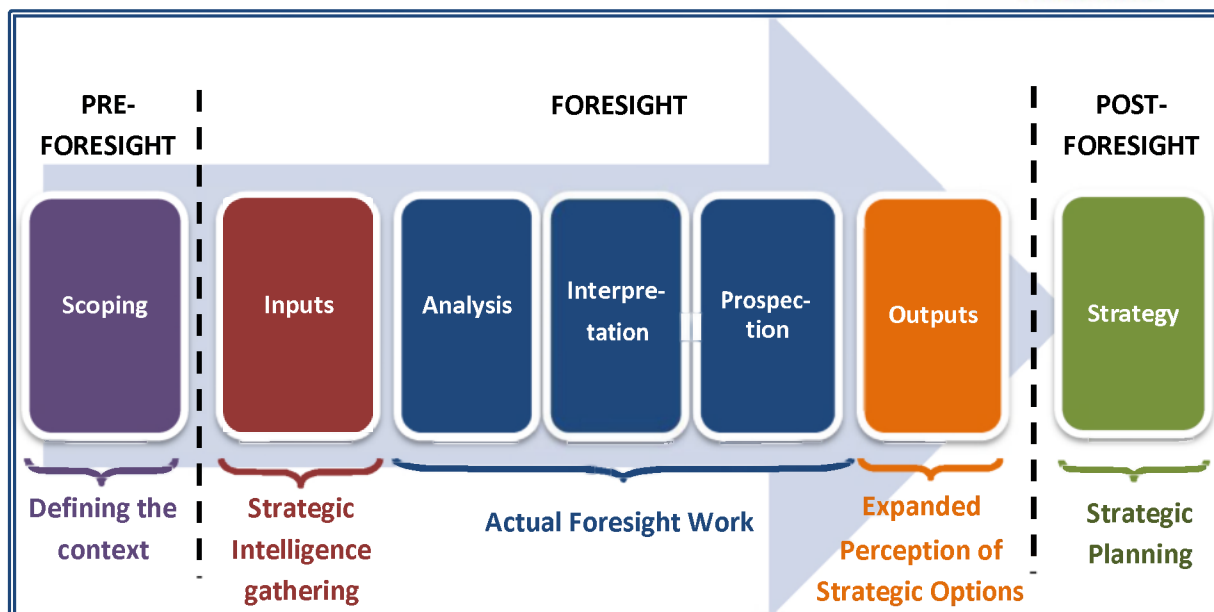 PRE-
FORESIGHT
FORESIGHT
POST-
FORESIGHT
Scoping
Inputs
Analysis
Interpre-
tation
Prospec-
tion
Outputs
Strategy
Defining the
context
Strategic
Intelligence
gathering
Actual Foresight Work
Expanded
Perception of
Strategic Options
Strategic
Planning